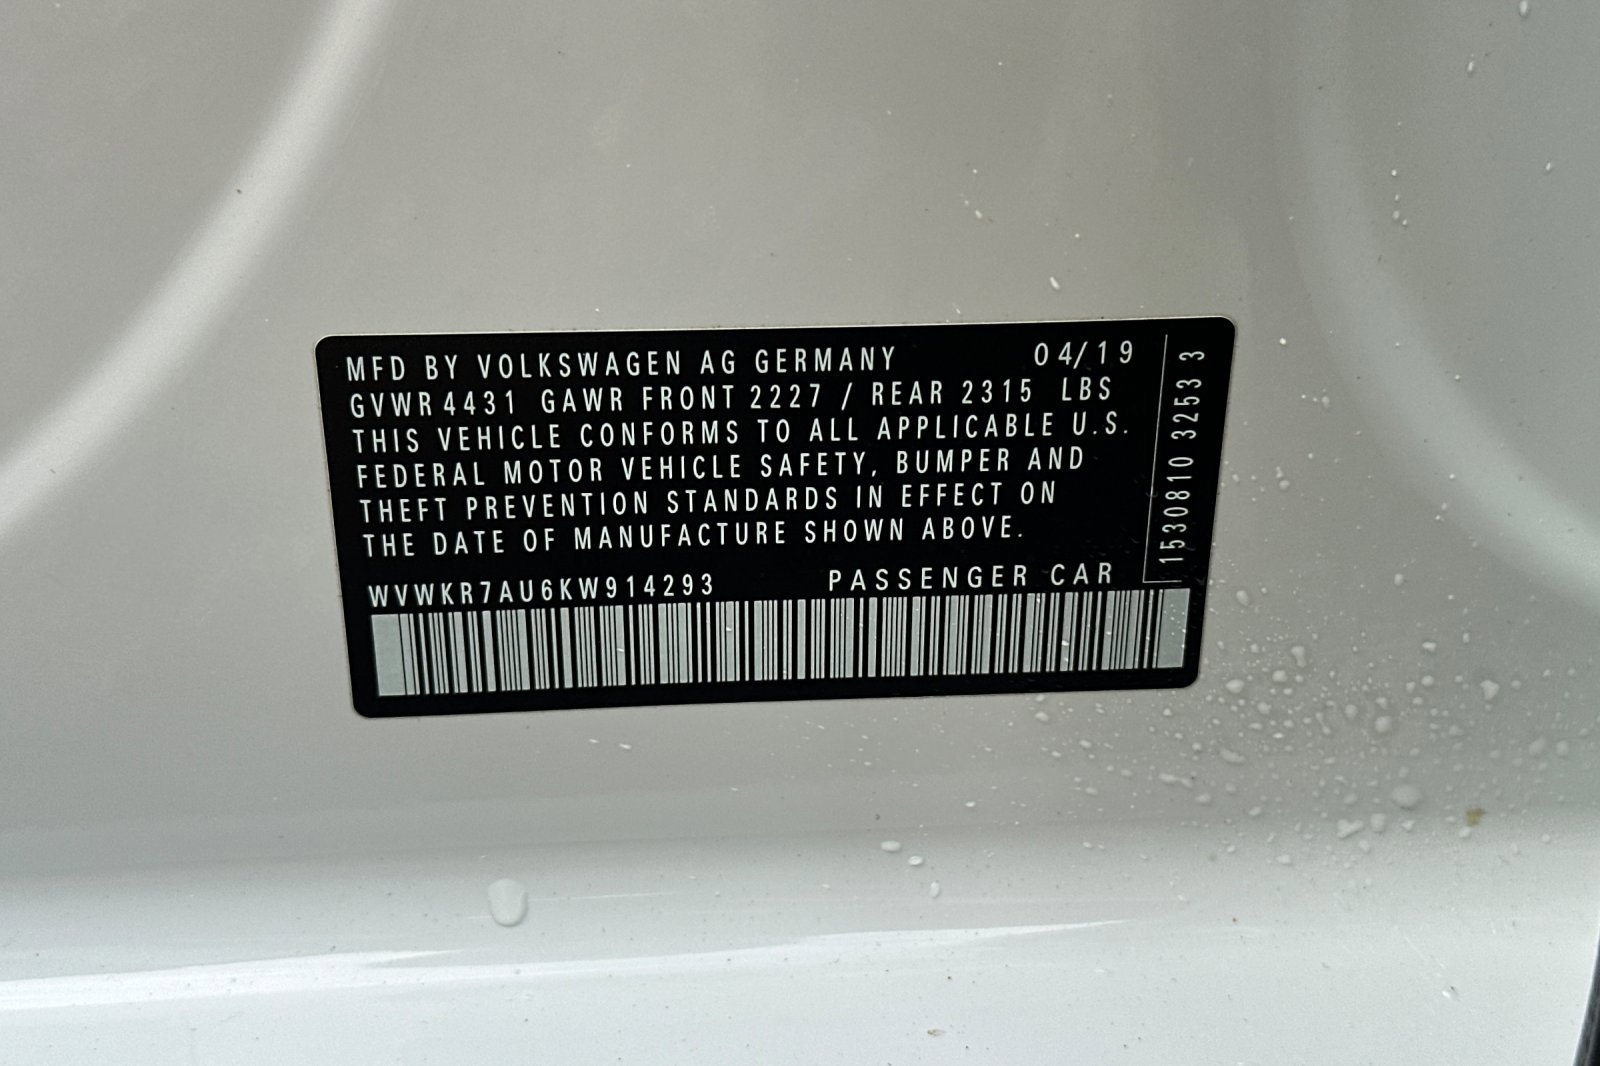 MFD BY VOLKSWAGEN AG GERMANY 04/19
GVWR 4431 GAWR FRONT 2227 / REAR 2315 LBS
THIS VEHICLE CONFORMS TO ALL APPLICABLE U.S.
FEDERAL MOTOR VEHICLE SAFETY, BUMPER AND
THEFT PREVENTION STANDARDS IN EFFECT ON
THE DATE OF MANUFACTURE SHOWN ABOVE.
WVWKR7AU6KW914293 PASSENGER CAR
1530810 3253 3